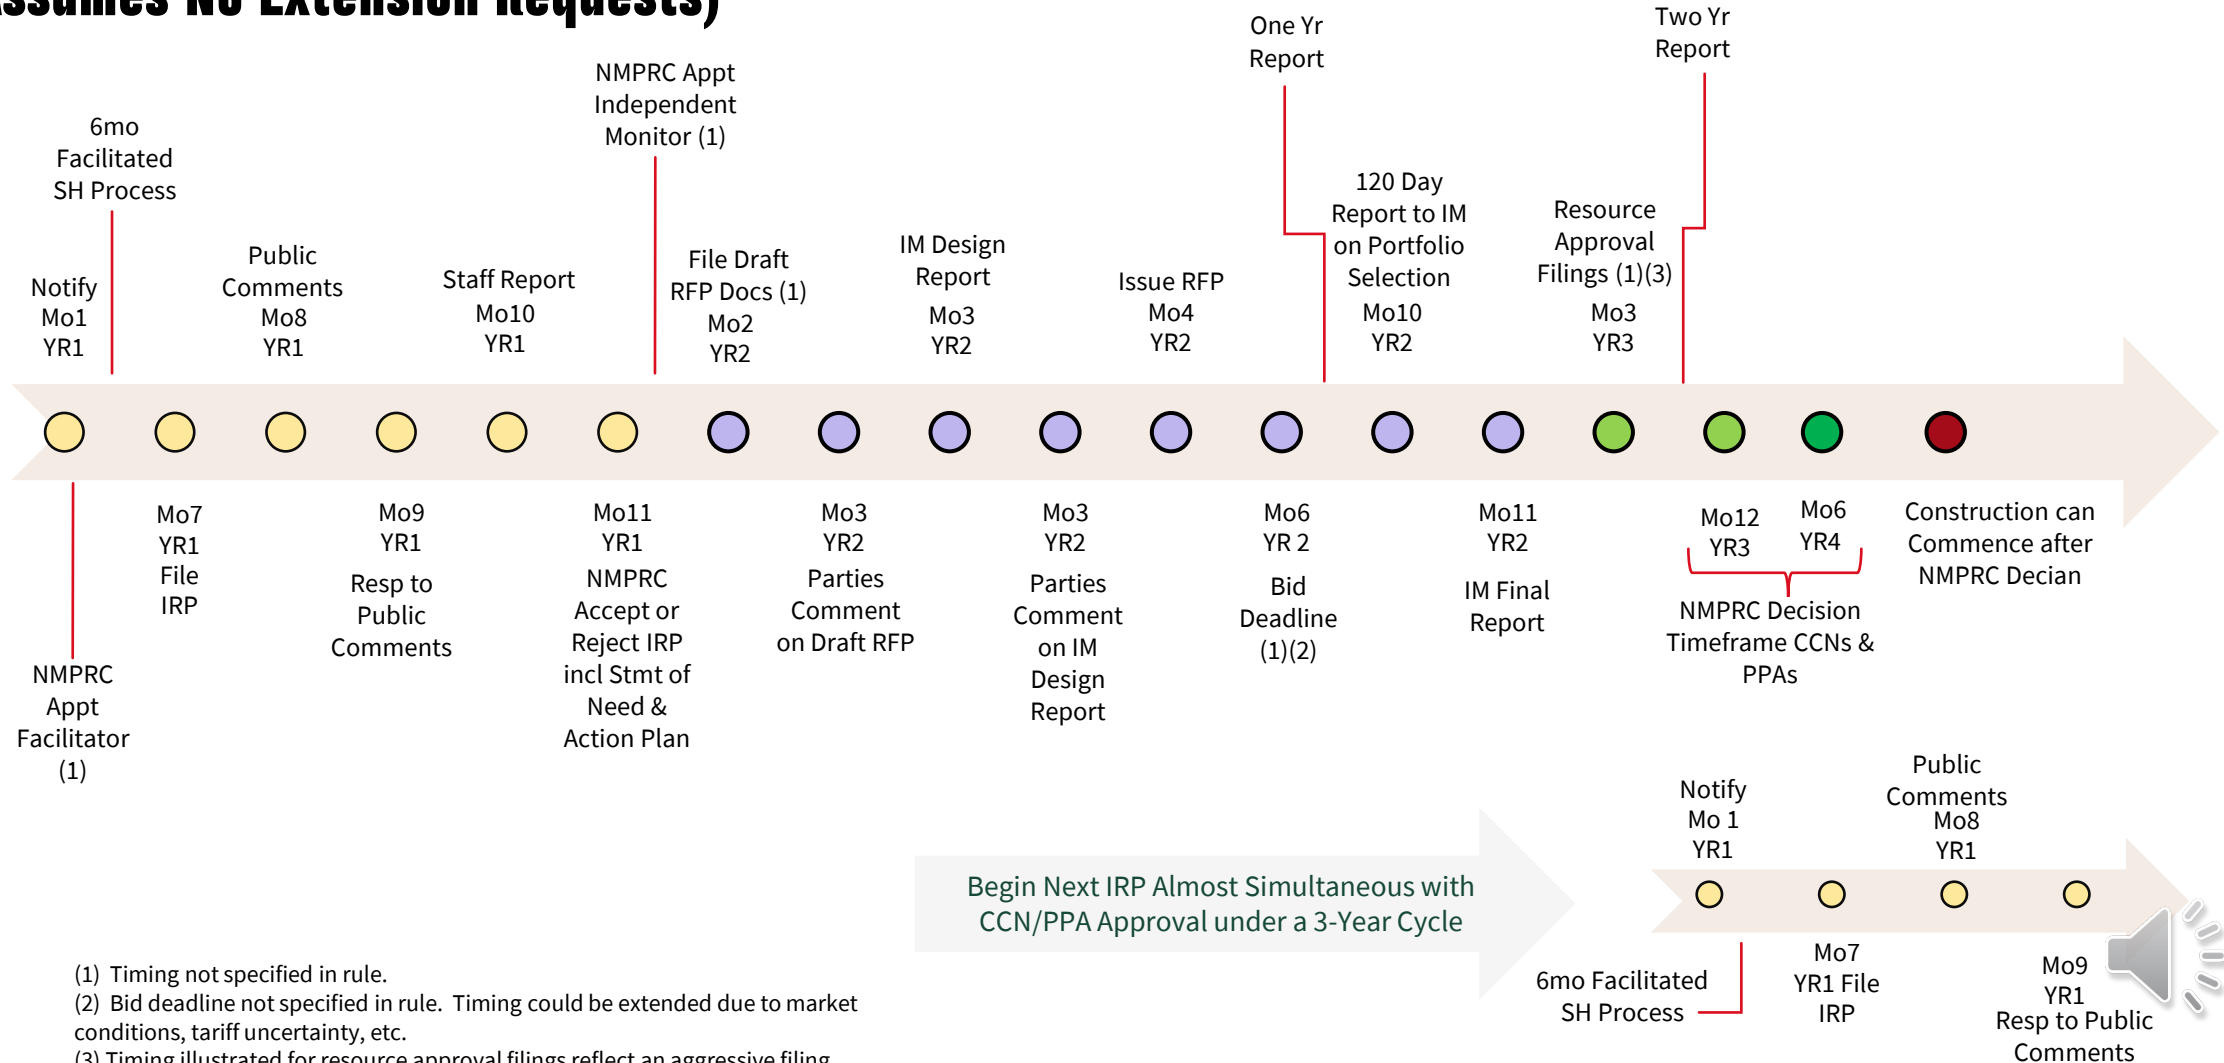 Assumes No Extension Requests)
One Yr
Report
Two Yr
Report
NMPRC Appt
Independent
Monitor (1)
6mo
Facilitated
SH Process
Notify
Mo1
YR1
Public
Comments
Mo8
YR1
Staff Report
Mo10
YR1
File Draft
RFP Docs (1)
Mo2
YR2
IM Design
Report
Mo3
YR2
Issue RFP
Mo4
YR2
120 Day
Report to IM
on Portfolio
Selection
Mo10
YR2
Resource
Approval
Filings (1)(3)
Mo3
YR3
NMPRC
Appt
Facilitator
(1)
Mo7
YR1
File
IRP
Mo9
YR1
Resp to
Public
Comments
Mo11
YR1
NMPRC
Accept or
Reject IRP
incl Stmt of
Need &
Action Plan
Mo3
YR2
Parties
Comment
on Draft RFP
Mo3
YR2
Parties
Comment
on IM
Design
Report
Mo6
YR 2
Bid
Deadline
(1)(2)
Mo11
YR2
IM Final
Report
Mo12
YR3
Mo6
YR4
NMPRC Decision
Timeframe CCNs &
PPAs
Construction can
Commence after
NMPRC Decian
Begin Next IRP Almost Simultaneous with
CCN/PPA Approval under a 3-Year Cycle
Notify
Mo 1
YR1
Public
Comments
Mo8
YR1
6mo Facilitated
SH Process
Mo7
YR1 File
IRP
Mo9
YR1
Resp to Public
Comments
(1) Timing not specified in rule.
(2) Bid deadline not specified in rule. Timing could be extended due to market
conditions, tariff uncertainty, etc.
(3) Timing illustrated for resource approval filings reflect an aggressive filing